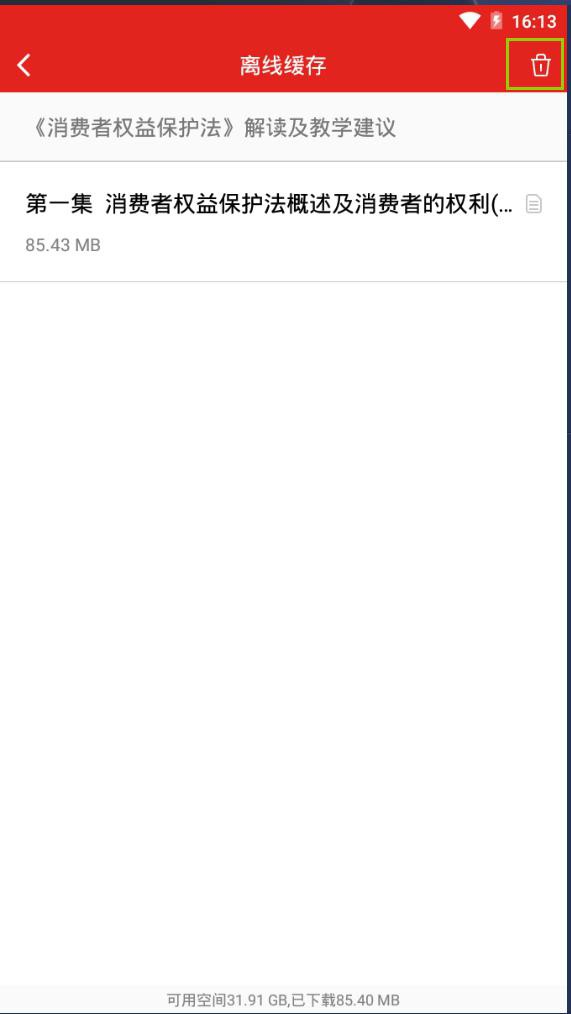 16:13
离线缓存
《消费者权益保护法》解读及教学建议
第一集 消费者权益保护法概述及消费者的权利(...
85.43 MB
可用空间31.91 GB,已下载85.40 MB